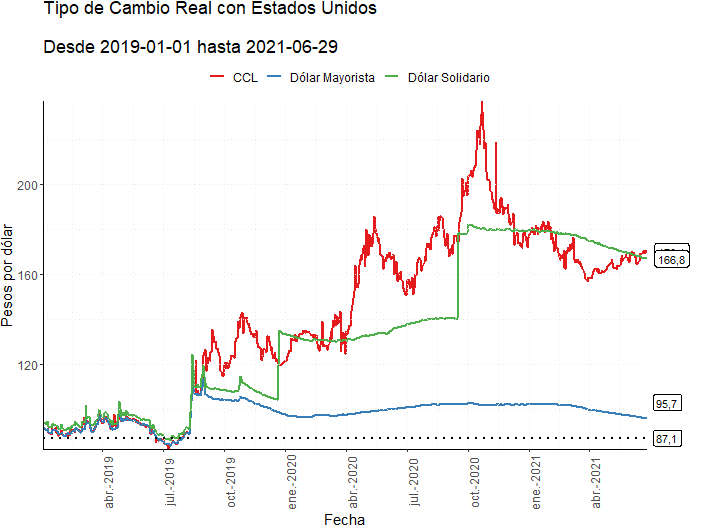 Tipo de Cambio Real con Estados Unidos
Desde 2019-01-01 hasta 2021-06-29
CCL Dólar Mayorista Dólar Solidario
Pesos por dólar
200
160
120
166,8
95,7
87,1
abr.-2019 jul.-2019 oct.-2019 ene.-2020 abr.-2020 jul.-2020 oct.-2020 ene.-2021 abr.-2021
Fecha